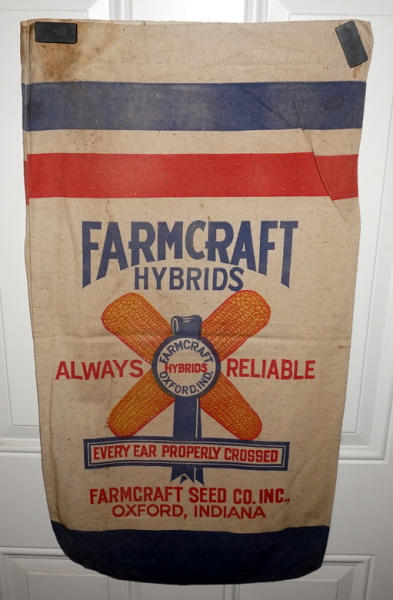 FARMCRAFT
HYBRIDS
ALWAYS RELIABLE
FARMCRAFT
HYBRIDS
OXFORD, IND.
EVERY EAR PROPERLY CROSSED
FARMCRAFT SEED CO. INC.,
OXFORD, INDIANA